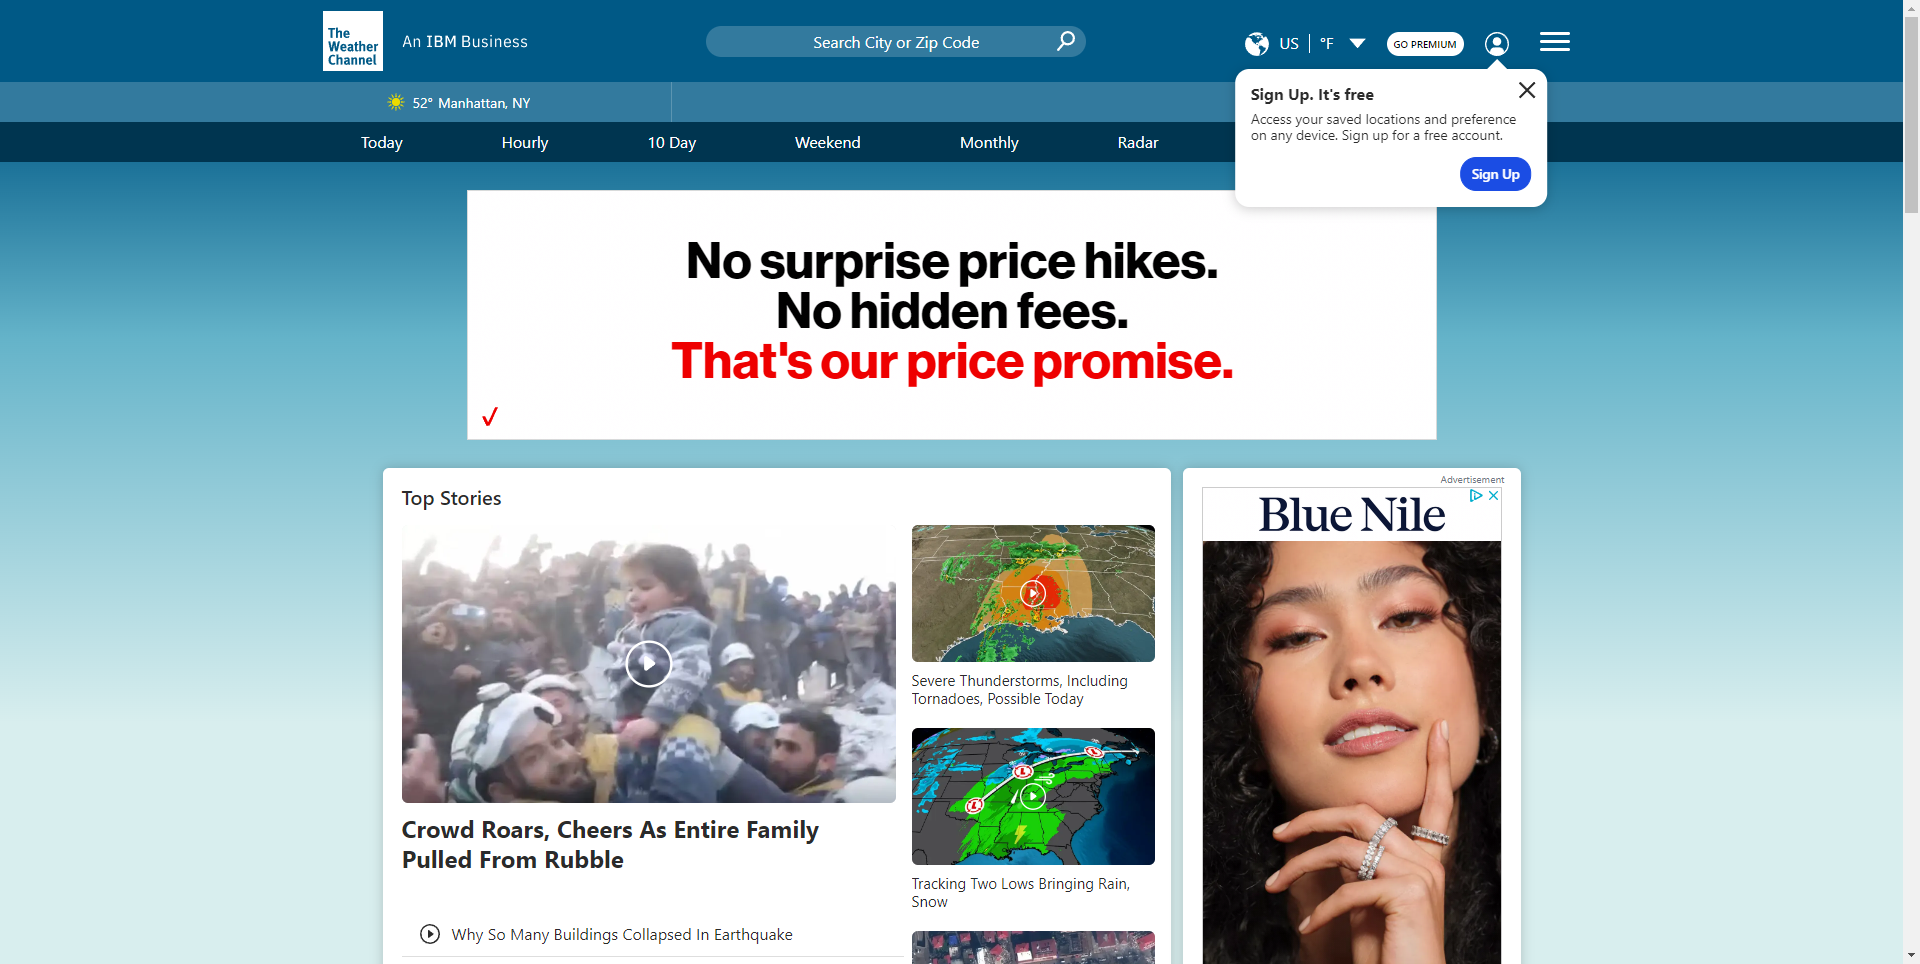 The
Weather
Channel
An IBM Business
Search City or Zip Code
US
°F
GO PREMIUM
52° Manhattan, NY
Sign Up. It's free
Access your saved locations and preference
on any device. Sign up for a free account.
Sign Up
Today
Hourly
10 Day
Weekend
Monthly
Radar
No surprise price hikes.
No hidden fees.
That's our price promise.
Top Stories
Crowd Roars, Cheers As Entire Family
Pulled From Rubble
Why So Many Buildings Collapsed In Earthquake
Severe Thunderstorms, Including
Tornadoes, Possible Today
L
L
L
Tracking Two Lows Bringing Rain,
Snow
Advertisement
Blue Nile